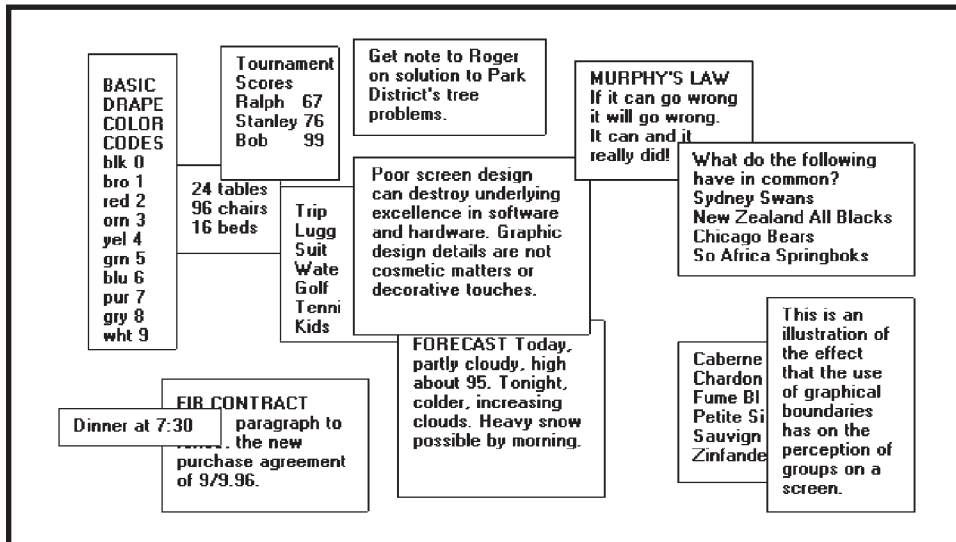 BASIC
DRAPE
COLOR
CODES
blk 0
bro 1
red 2
orn 3
yel 4
grn 5
blu 6
pur 7
gry 8
wht 9
Tournament
Scores
Ralph 67
Stanley 76
Bob 99
24 tables
96 chairs
16 beds
Get note to Roger
on solution to Park
District's tree
problems.
MURPHY'S LAW
If it can go wrong
it will go wrong.
It can and it
really did!
What do the following
have in common?
Sydney Swans
New Zealand All Blacks
Chicago Bears
So Africa Springboks
Trip
Lugg
Suit
Wate
Golf
Tenni
Kids
Poor screen design
can destroy underlying
excellence in software
and hardware. Graphic
design details are not
cosmetic matters or
decorative touches.
FORECAST Today,
partly cloudy, high
about 95. Tonight,
colder, increasing
clouds. Heavy snow
possible by morning.
Caberne
Chardon
Fume Bl
Petite Si
Sauvign
Zinfande
This is an
illustration of
the effect
that the use
of graphical
boundaries
has on the
perception of
groups on a
screen.
Dinner at 7:30
CONTRACT
paragraph to
the new
purchase agreement
of 9/9.96.